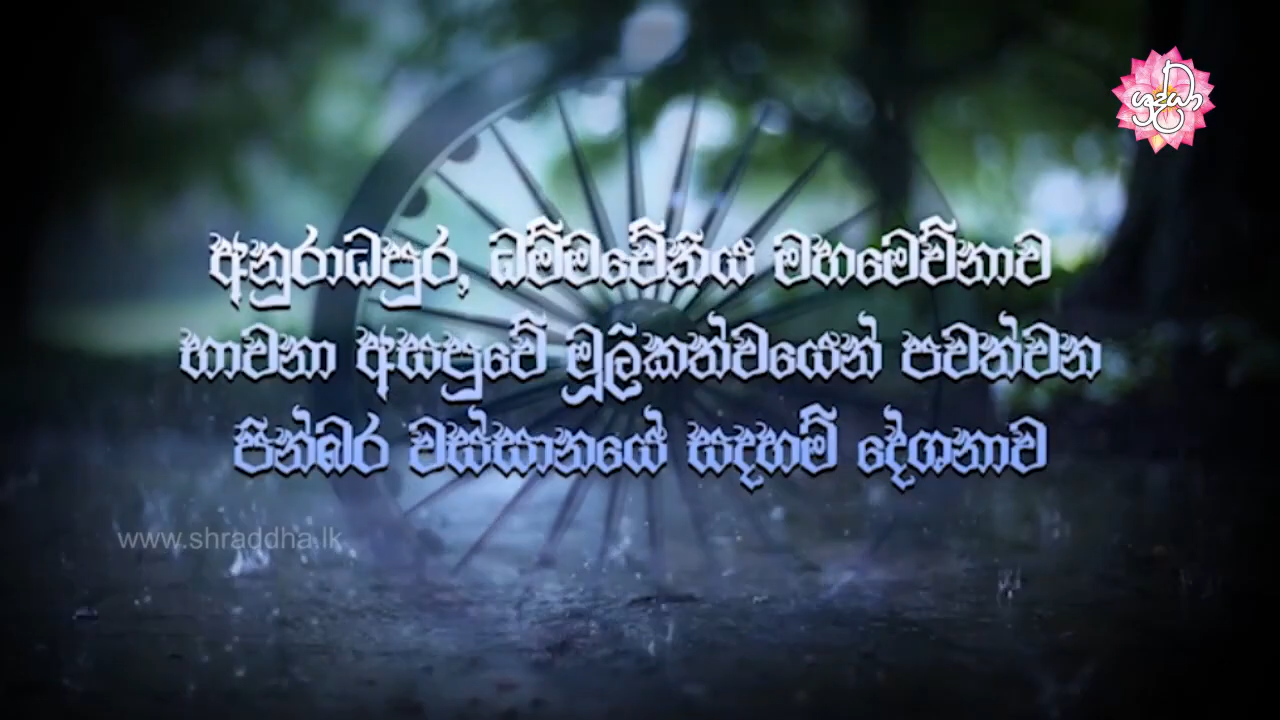 ශ්‍රද්ධා
අනුරාධපුර, ධම්මචේතිය මහමෙව්නාව
භාවනා අසපුවේ මූලිකත්වයෙන් පවත්වන
පින්බර වස්සානයේ සදහම් දේශනාව
www.shraddha.lk